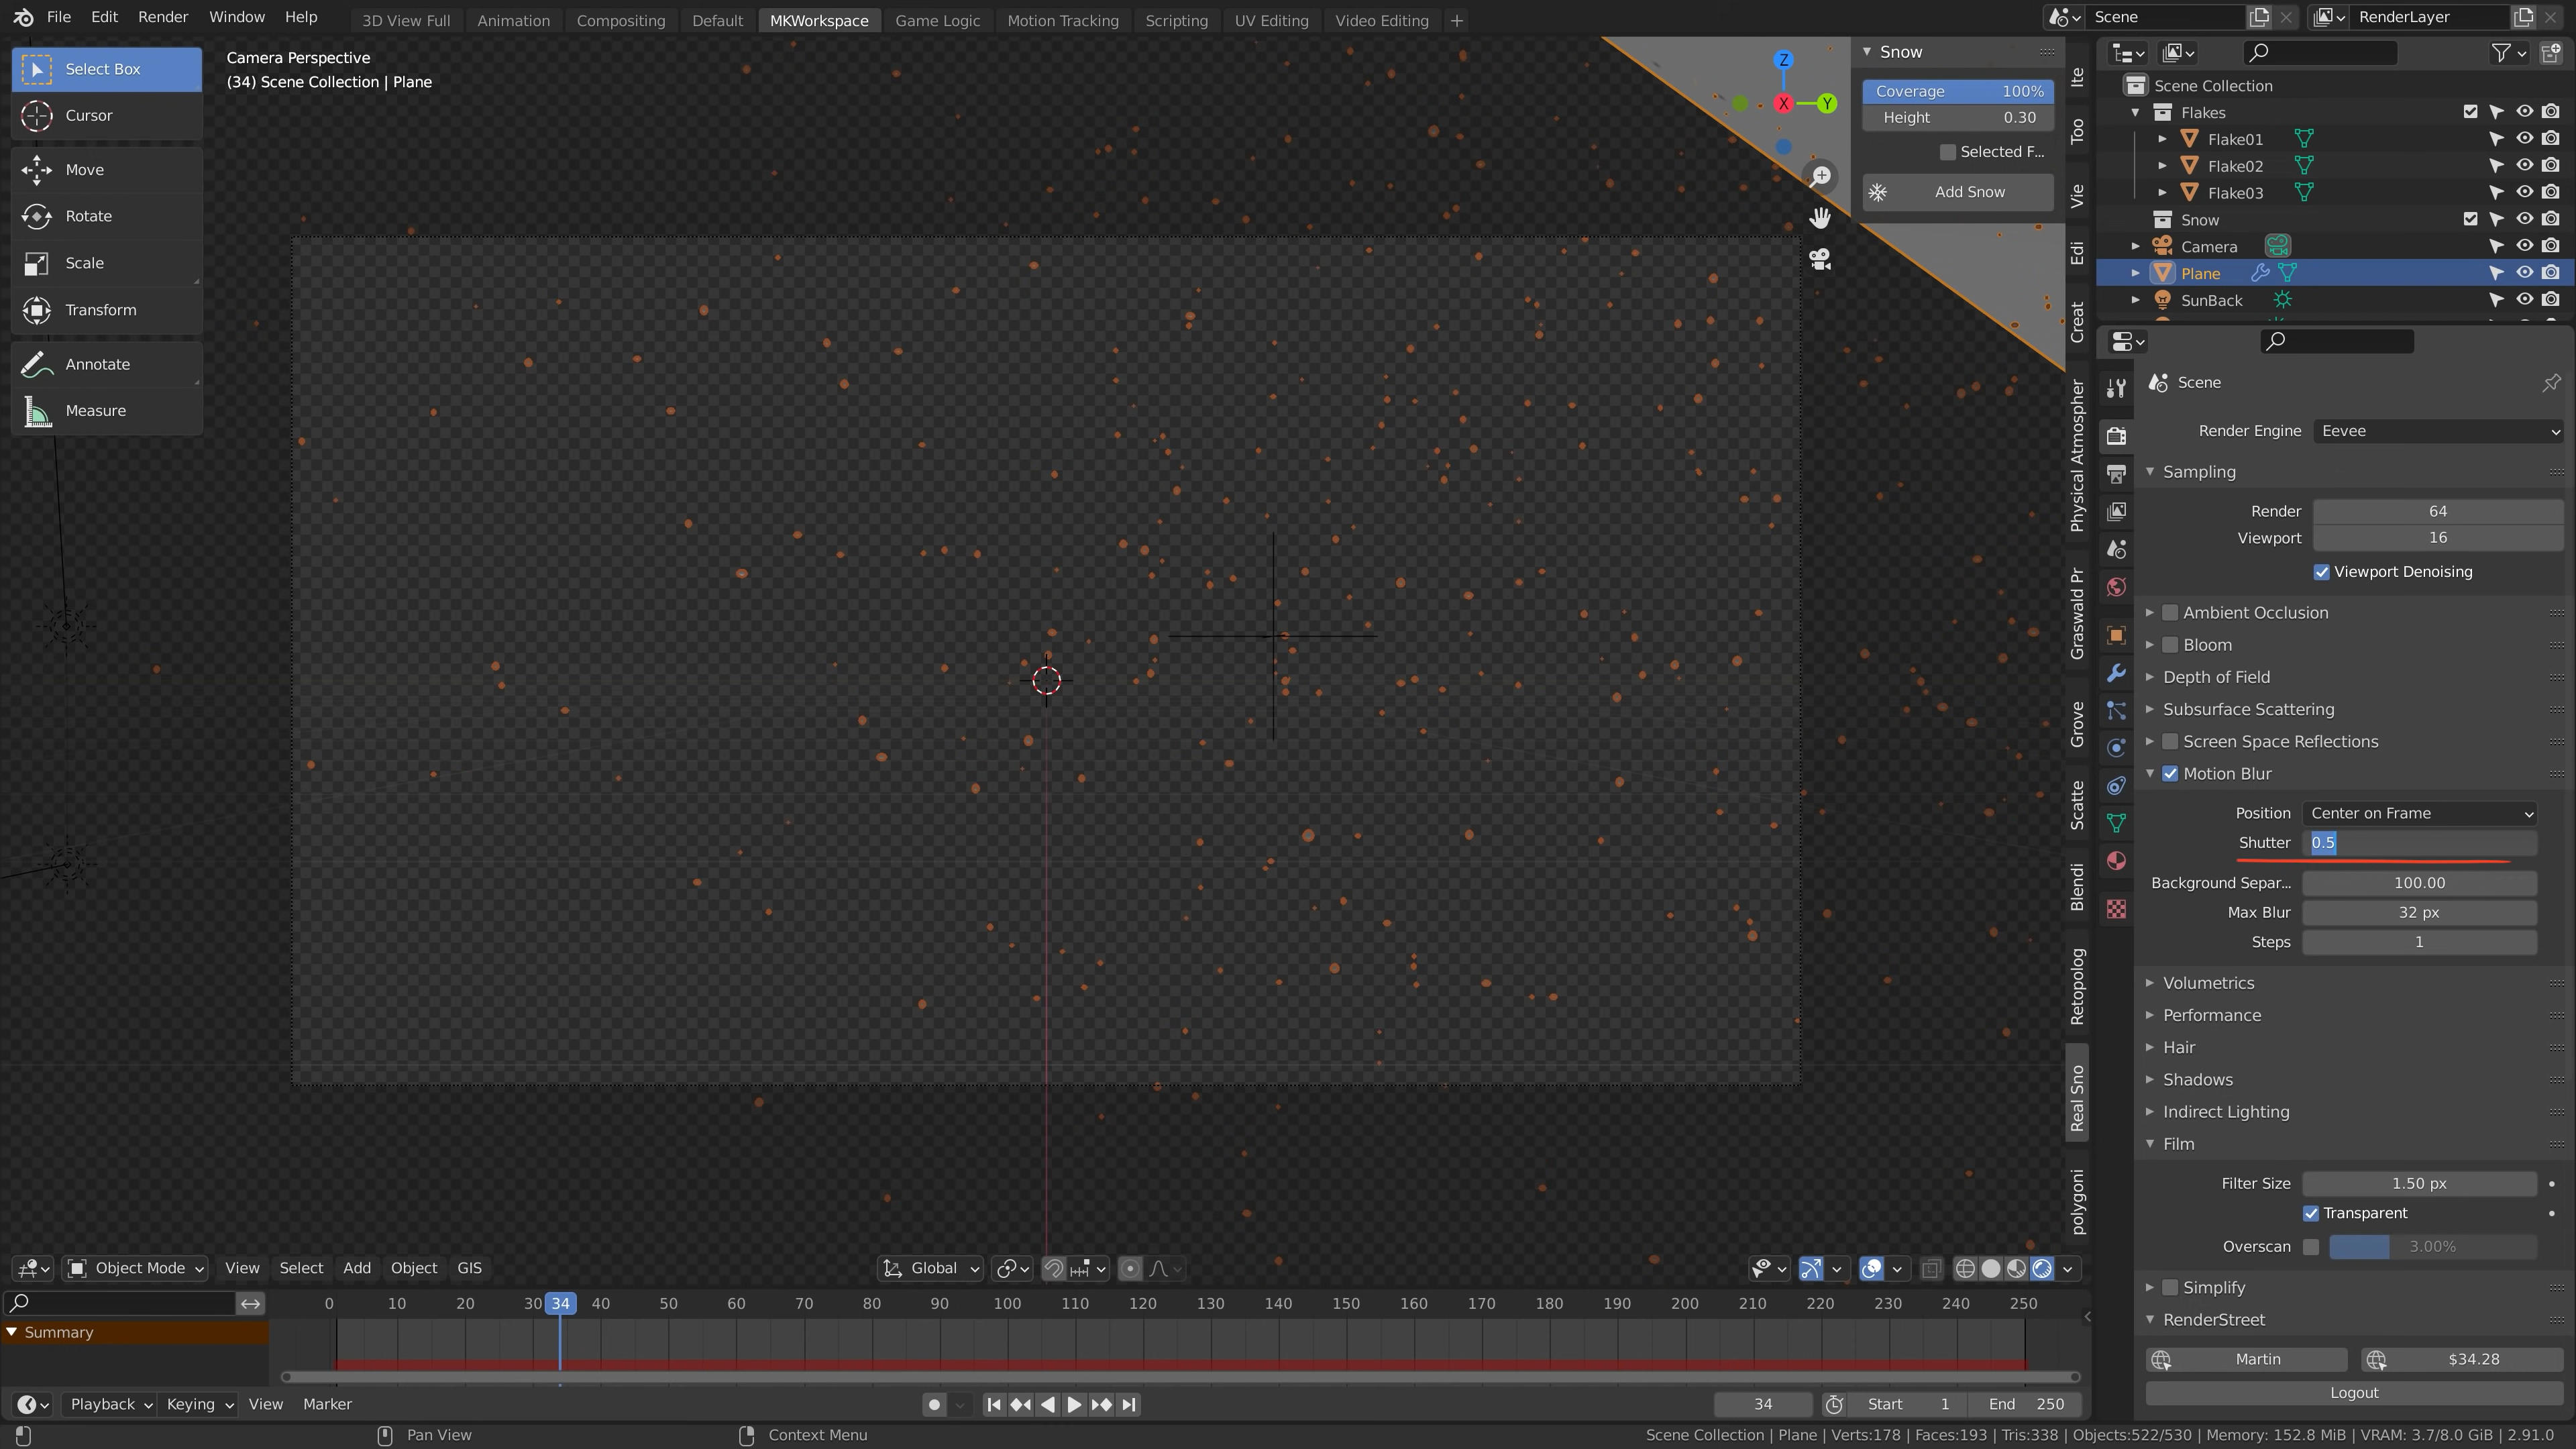 File Edit Render Window Help
3D View Full Animation Compositing Default MKWorkspace Game Logic Motion Tracking Scripting UV Editing Video Editing +
Scene RenderLayer
Select Box
Cursor
Move
Rotate
Scale
Transform
Annotate
Measure
Camera Perspective
(34) Scene Collection | Plane
Z
X
Y
Snow
Coverage 100%
Height 0.30
Selected F...
Add Snow
Ite
Too
Vie
Edi
Creat
Physical Atmospher
Graswald Pr
Grove
Scatte
Blendi
Retopolog
Real Sno
polygoni
Scene Collection
Flakes
Flake01
Flake02
Flake03
Snow
Camera
Plane
SunBack
Scene
Render Engine Eevee
Sampling
Render 64
Viewport 16
Viewport Denoising
Ambient Occlusion
Bloom
Depth of Field
Subsurface Scattering
Screen Space Reflections
Motion Blur
Position Center on Frame
Shutter 0.5
Background Separ... 100.00
Max Blur 32 px
Steps 1
Volumetrics
Performance
Hair
Shadows
Indirect Lighting
Film
Filter Size 1.50 px
Transparent
Overscan 3.00%
Simplify
RenderStreet
Martin $34.28
Logout
Object Mode View Select Add Object GIS
Global
0 10 20 30 34 40 50 60 70 80 90 100 110 120 130 140 150 160 170 180 190 200 210 220 230 240 250
Summary
Playback Keying View Marker
34 Start 1 End 250
Pan View Context Menu
Scene Collection | Plane | Verts:178 | Faces:193 | Tris:338 | Objects:522/530 | Memory: 152.8 MiB | VRAM: 3.7/8.0 GiB | 2.91.0